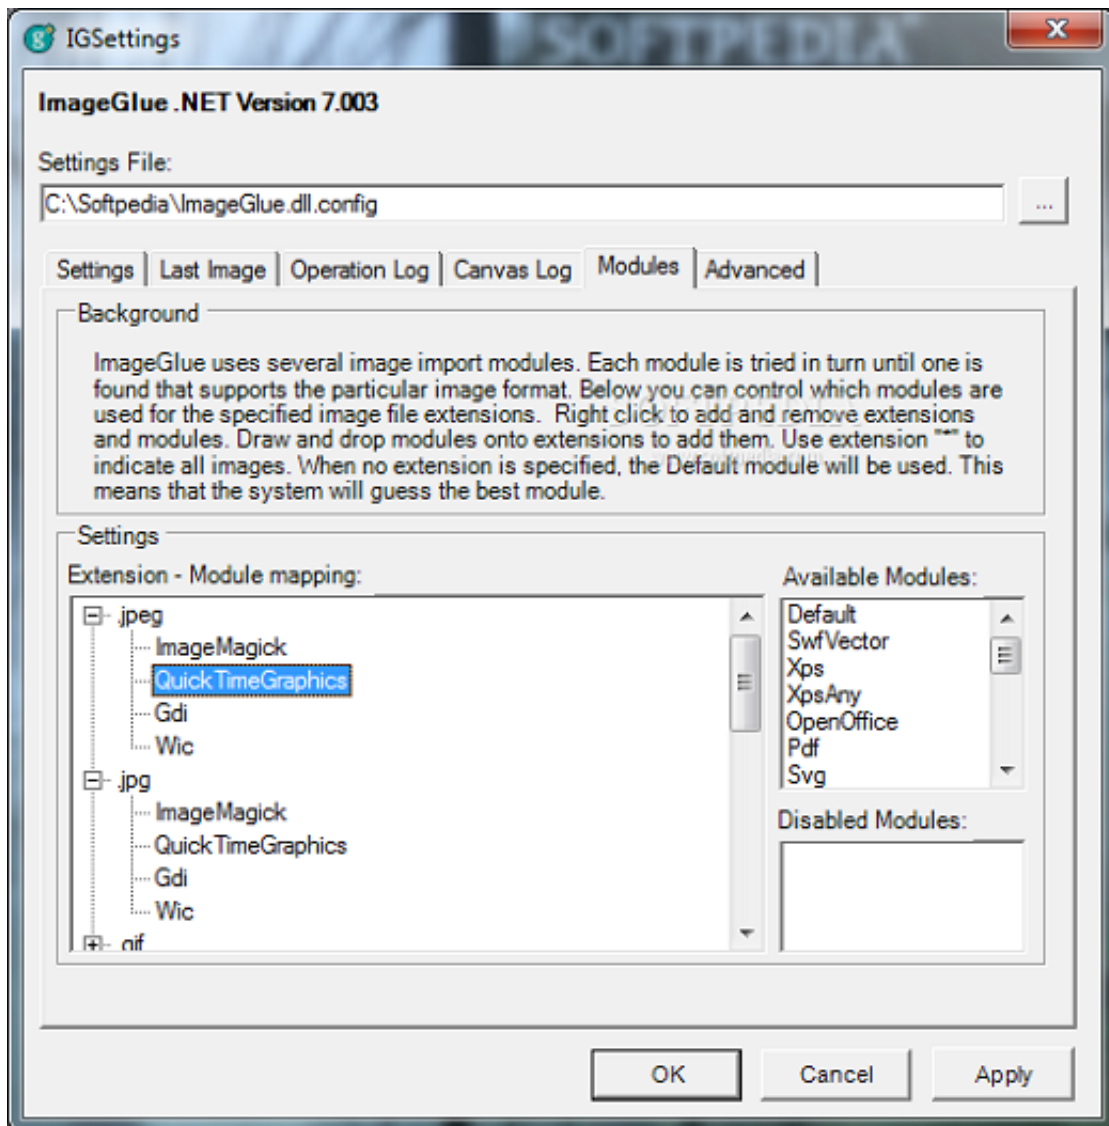 IGSettings
SOFTPEDIA
ImageGlue .NET Version 7.003
Settings File:
C:\Softpedia\ImageGlue.dll.config
...
Settings
Last Image
Operation Log
Canvas Log
Modules
Advanced
Background
ImageGlue uses several image import modules. Each module is tried in turn until one is
found that supports the particular image format. Below you can control which modules are
used for the specified image file extensions. Right click to add and remove extensions
and modules. Draw and drop modules onto extensions to add them. Use extension "*" to
indicate all images. When no extension is specified, the Default module will be used. This
means that the system will guess the best module.
Settings
Extension - Module mapping:
.jpeg
ImageMagick
QuickTimeGraphics
Gdi
Wic
.jpg
ImageMagick
QuickTimeGraphics
Gdi
Wic
.gif
Available Modules:
Default
SwfVector
Xps
XpsAny
OpenOffice
Pdf
Svg
Disabled Modules:
OK
Cancel
Apply